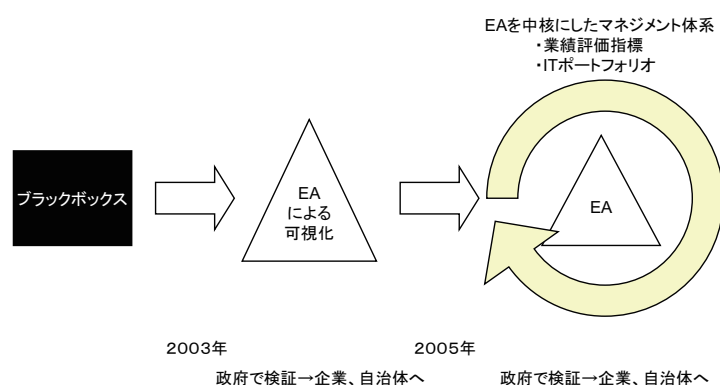 EAを中核にしたマネジメント体系
・業績評価指標
・ITポートフォリオ
ブラックボックス
EA
による
可視化
EA
2003年
2005年
政府で検証→企業、自治体へ
政府で検証→企業、自治体へ